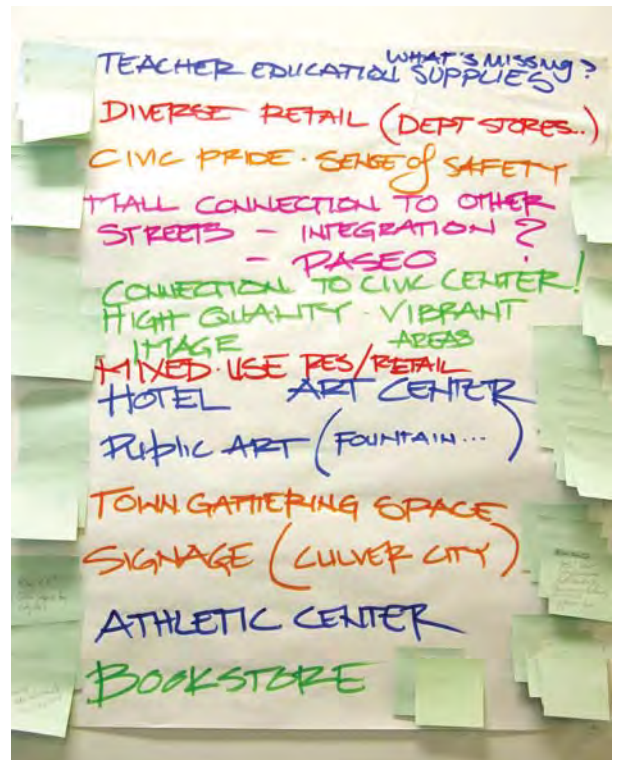 WHAT'S MISSING?
TEACHER EDUCATION SUPPLIES
DIVERSE RETAIL (DEPT STORES..)
CIVIC PRIDE · SENSE of SAFETY
MALL CONNECTION TO OTHER
STREETS – INTEGRATION?
– PASEO !
CONNECTION TO CIVIC CENTER!
HIGH QUALITY · VIBRANT
IMAGE AREAS
MIXED·USE RES/RETAIL
HOTEL ART CENTER
PUBLIC ART (FOUNTAIN...)
TOWN GATHERING SPACE
SIGNAGE (CULVER CITY)
ATHLETIC CENTER
BOOKSTORE